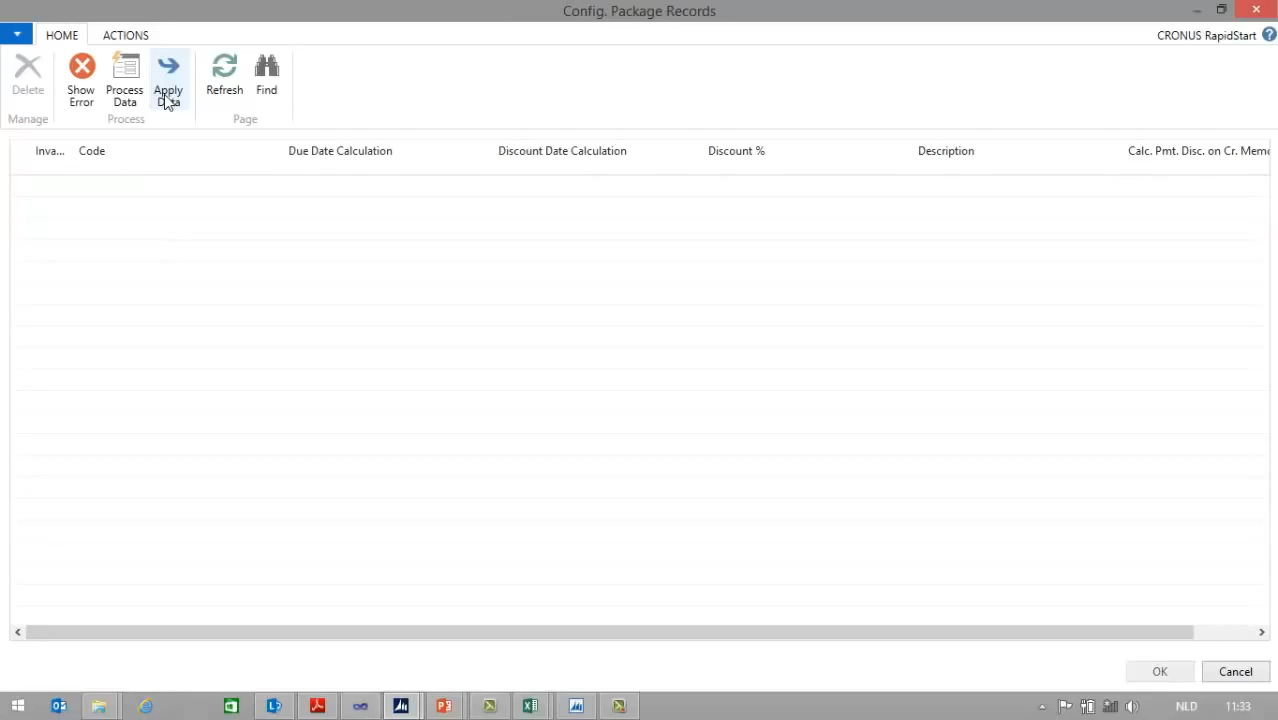 Config. Package Records
HOME
ACTIONS
CRONUS RapidStart
Delete
Show Error
Process Data
Apply Data
Refresh
Find
Manage
Process
Page
Inva...
Code
Due Date Calculation
Discount Date Calculation
Discount %
Description
Calc. Pmt. Disc. on Cr. Memo
OK
Cancel
NLD
11:33